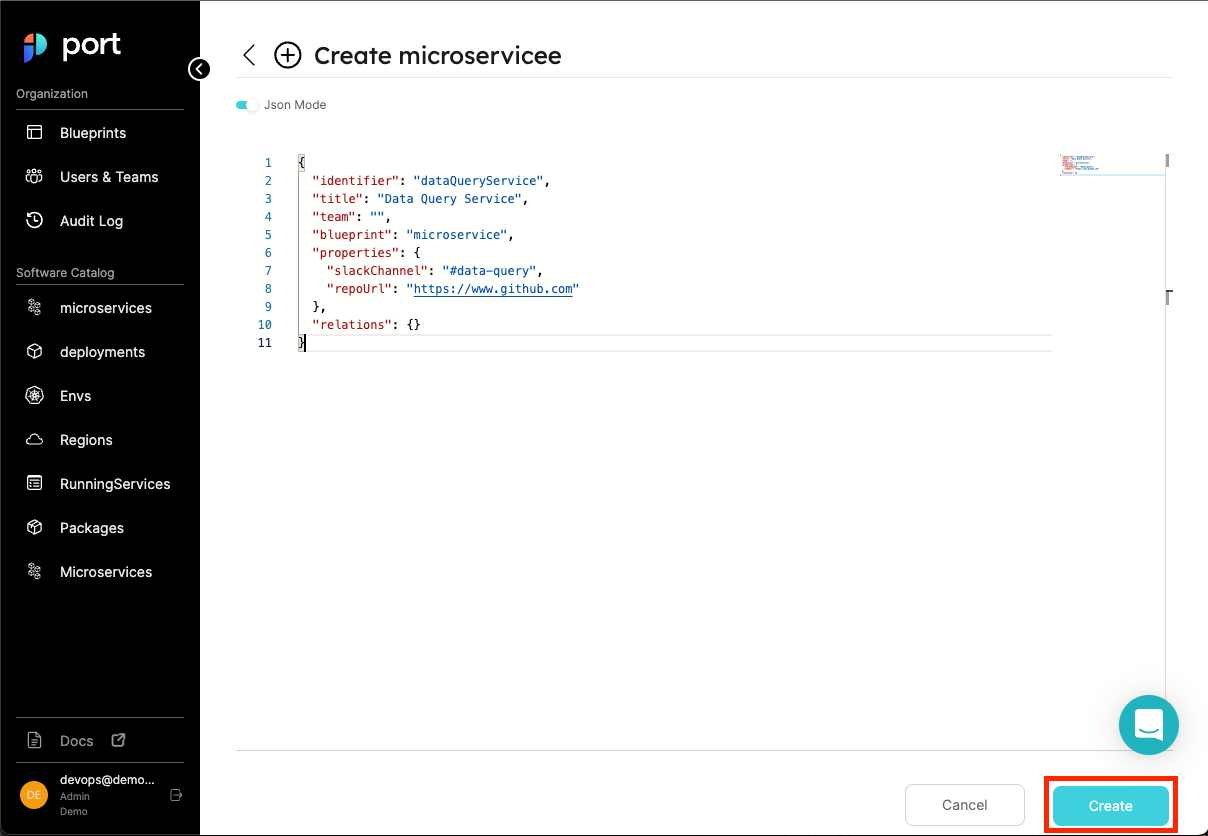 port
Organization
Blueprints
Users & Teams
Audit Log
Software Catalog
microservices
deployments
Envs
Regions
RunningServices
Packages
Microservices
Docs
DE
devops@demo...
Admin
Demo
Create microservicee
Json Mode
1 {
2 "identifier": "dataQueryService",
3 "title": "Data Query Service",
4 "team": "",
5 "blueprint": "microservice",
6 "properties": {
7 "slackChannel": "#data-query",
8 "repoUrl": "https://www.github.com"
9 },
10 "relations": {}
11 }
Cancel
Create